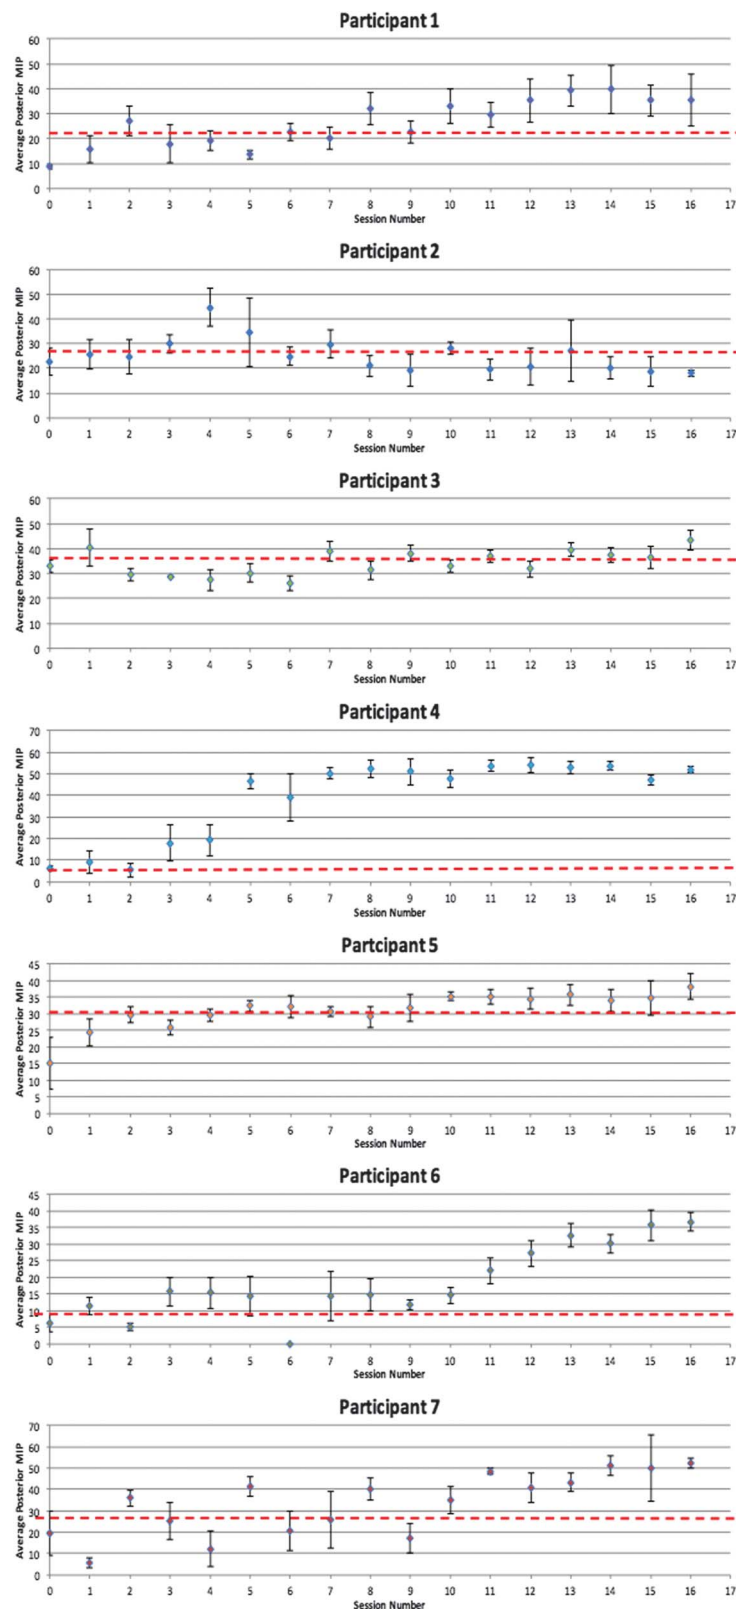 Participant 1
Average Posterior MIP
60
50
40
30
20
10
0
0 1 2 3 4 5 6 7 8 9 10 11 12 13 14 15 16 17
Session Number
Participant 2
Average Posterior MIP
60
50
40
30
20
10
0
0 1 2 3 4 5 6 7 8 9 10 11 12 13 14 15 16 17
Session Number
Participant 3
Average Posterior MIP
60
50
40
30
20
10
0
0 1 2 3 4 5 6 7 8 9 10 11 12 13 14 15 16 17
Session Number
Participant 4
Average Posterior MIP
70
60
50
40
30
20
10
0
0 1 2 3 4 5 6 7 8 9 10 11 12 13 14 15 16 17
Session Number
Partcipant 5
Average Posterior MIP
45
40
35
30
25
20
15
10
5
0
0 1 2 3 4 5 6 7 8 9 10 11 12 13 14 15 16 17
Session Number
Participant 6
Average Posterior MIP
45
40
35
30
25
20
15
10
5
0
0 1 2 3 4 5 6 7 8 9 10 11 12 13 14 15 16 17
Session Number
Participant 7
Average Posterior MIP
70
60
50
40
30
20
10
0
0 1 2 3 4 5 6 7 8 9 10 11 12 13 14 15 16 17
Session Number